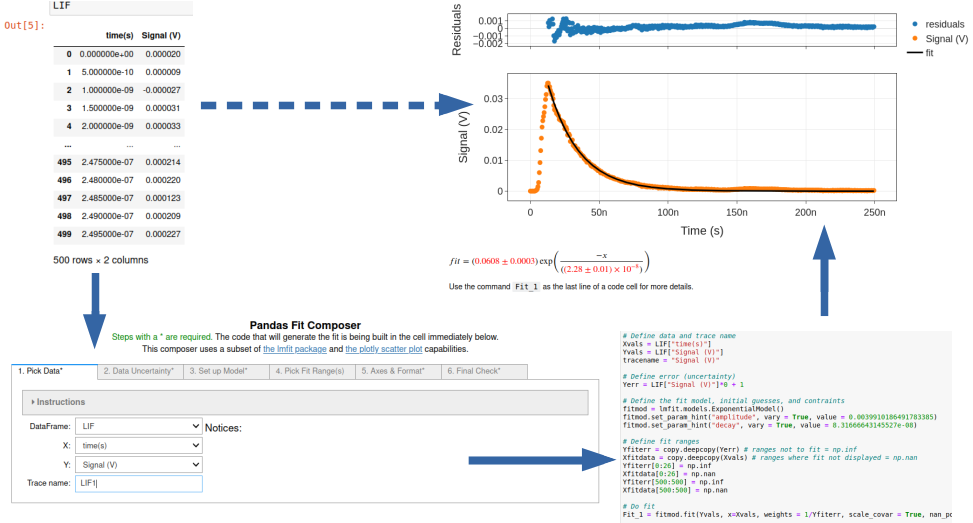 LIF
Out[5]:
time(s) Signal (V)
0 0.000000e+00 0.000020
1 5.000000e-10 0.000009
2 1.000000e-09 -0.000027
3 1.500000e-09 0.000031
4 2.000000e-09 0.000033
... ... ...
495 2.475000e-07 0.000214
496 2.480000e-07 0.000220
497 2.485000e-07 0.000123
498 2.490000e-07 0.000209
499 2.495000e-07 0.000227
500 rows × 2 columns
Residuals
0.001
0
−0.001
−0.002
residuals
Signal (V)
fit
Signal (V)
0.03
0.02
0.01
0
0 50n 100n 150n 200n 250n
Time (s)
fit = (0.0608 ± 0.0003) exp( −x / ((2.28 ± 0.01) × 10⁻⁸) )
Use the command Fit_1 as the last line of a code cell for more details.
Pandas Fit Composer
Steps with a * are required. The code that will generate the fit is being built in the cell immediately below.
This composer uses a subset of the lmfit package and the plotly scatter plot capabilities.
1. Pick Data* 2. Data Uncertainty* 3. Set up Model* 4. Pick Fit Range(s) 5. Axes & Format* 6. Final Check*
Instructions
DataFrame: LIF Notices:
X: time(s)
Y: Signal (V)
Trace name: LIF1
# Define data and trace name
Xvals = LIF["time(s)"]
Yvals = LIF["Signal (V)"]
tracename = "Signal (V)"
# Define error (uncertainty)
Yerr = LIF["Signal (V)"]*0 + 1
# Define the fit model, initial guesses, and contraints
fitmod = lmfit.models.ExponentialModel()
fitmod.set_param_hint("amplitude", vary = True, value = 0.0039910186491783385)
fitmod.set_param_hint("decay", vary = True, value = 8.31666643145527e-08)
# Define fit ranges
Yfiterr = copy.deepcopy(Yerr) # ranges not to fit = np.inf
Xfitdata = copy.deepcopy(Xvals) # ranges where fit not displayed = np.nan
Yfiterr[0:26] = np.inf
Xfitdata[0:26] = np.nan
Yfiterr[500:500] = np.inf
Xfitdata[500:500] = np.nan
# Do fit
Fit_1 = fitmod.fit(Yvals, x=Xvals, weights = 1/Yfiterr, scale_covar = True, nan_po